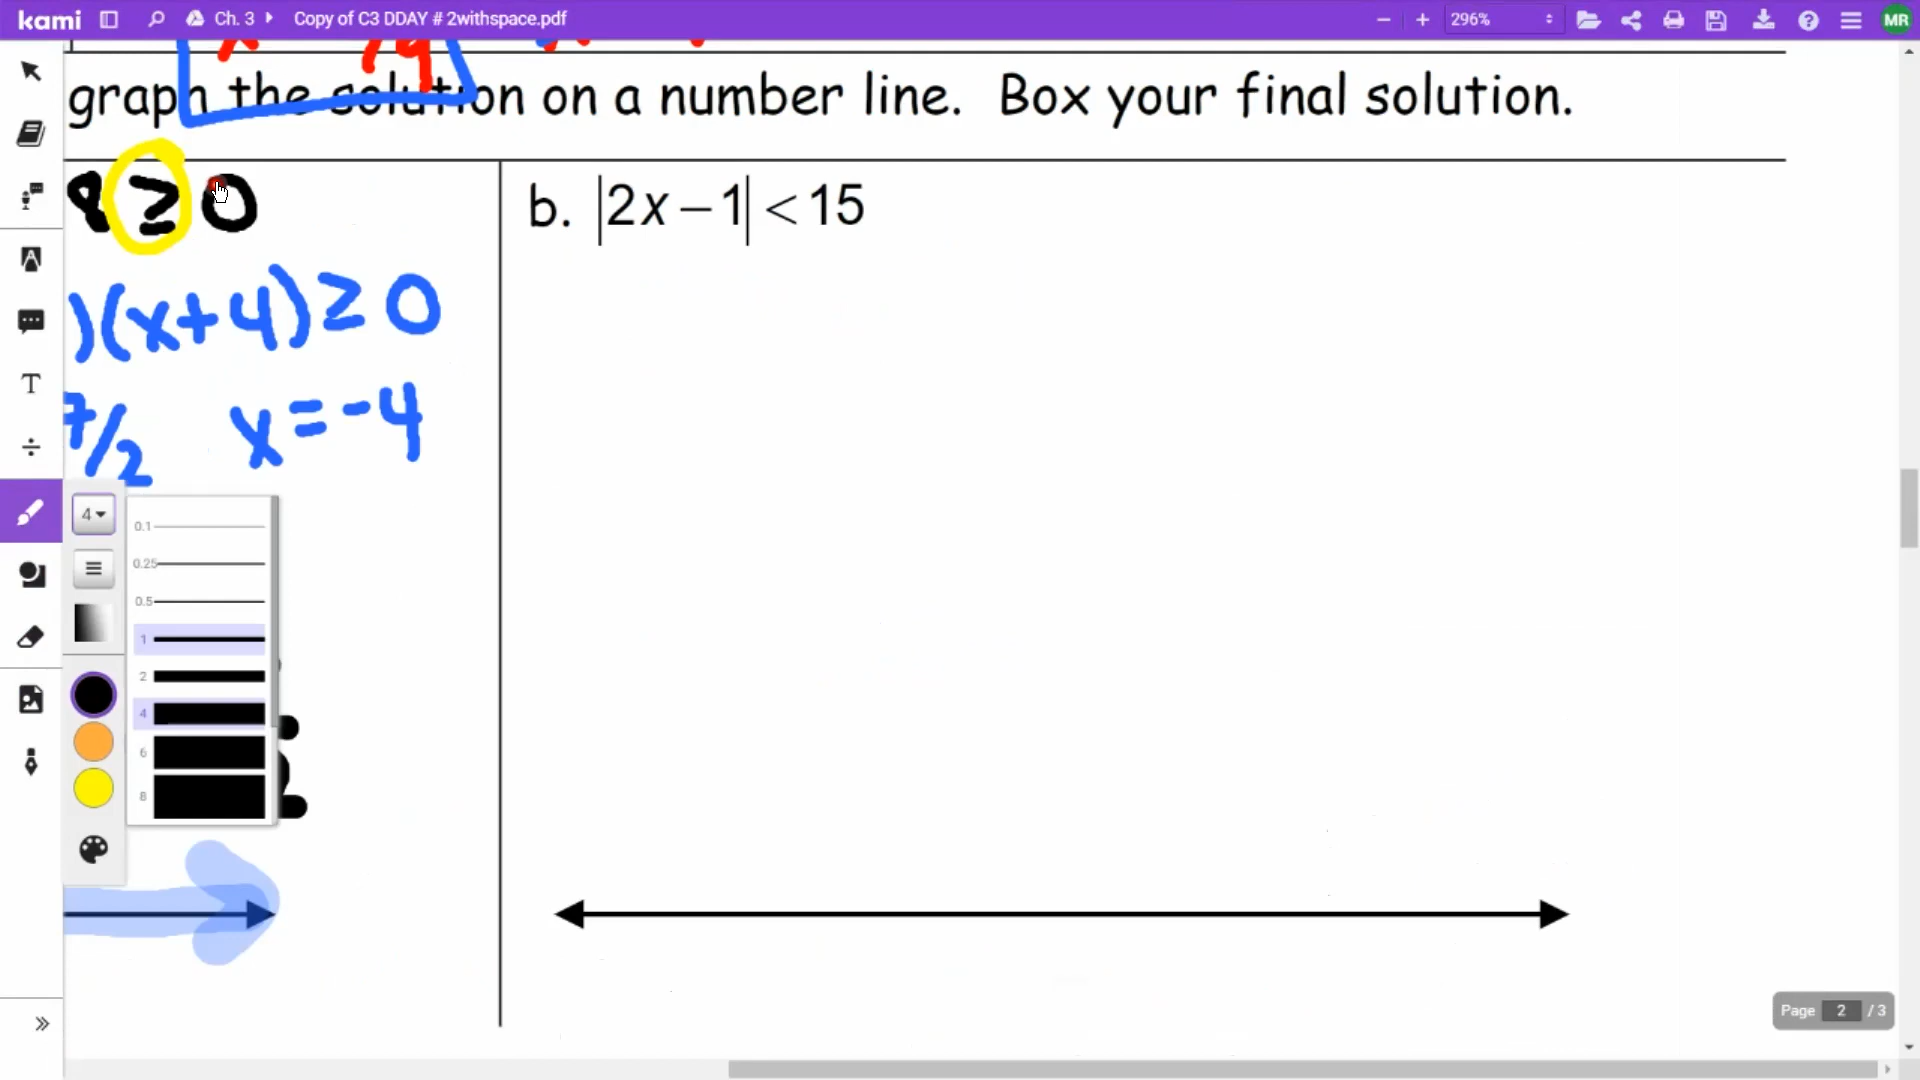 kami Ch. 3 Copy of C3 DDAY # 2withspace.pdf 296% MR
graph the solution on a number line. Box your final solution.
8 ≥ 0
b. |2x − 1| < 15
)(x+4) ≥ 0
7/2 x = -4
T
4
0.1
0.25
0.5
1
2
4
6
8
Page 2 / 3